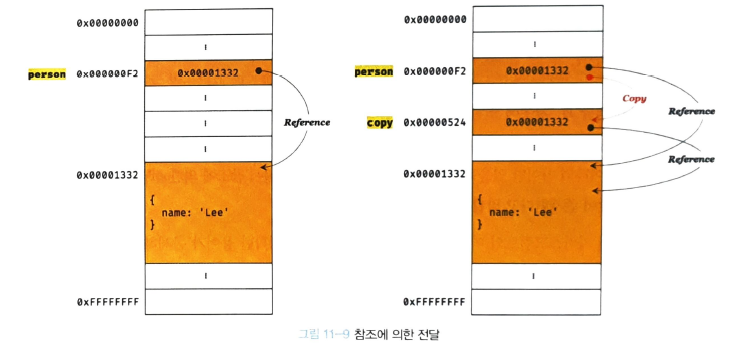 0x00000000
person 0x000000F2 0x00001332
Reference
0x00001332
{
name: 'Lee'
}
0xFFFFFFFF
0x00000000
person 0x000000F2 0x00001332
Copy
Reference
copy 0x00000524 0x00001332
Reference
0x00001332
{
name: 'Lee'
}
0xFFFFFFFF
그림 11-9 참조에 의한 전달